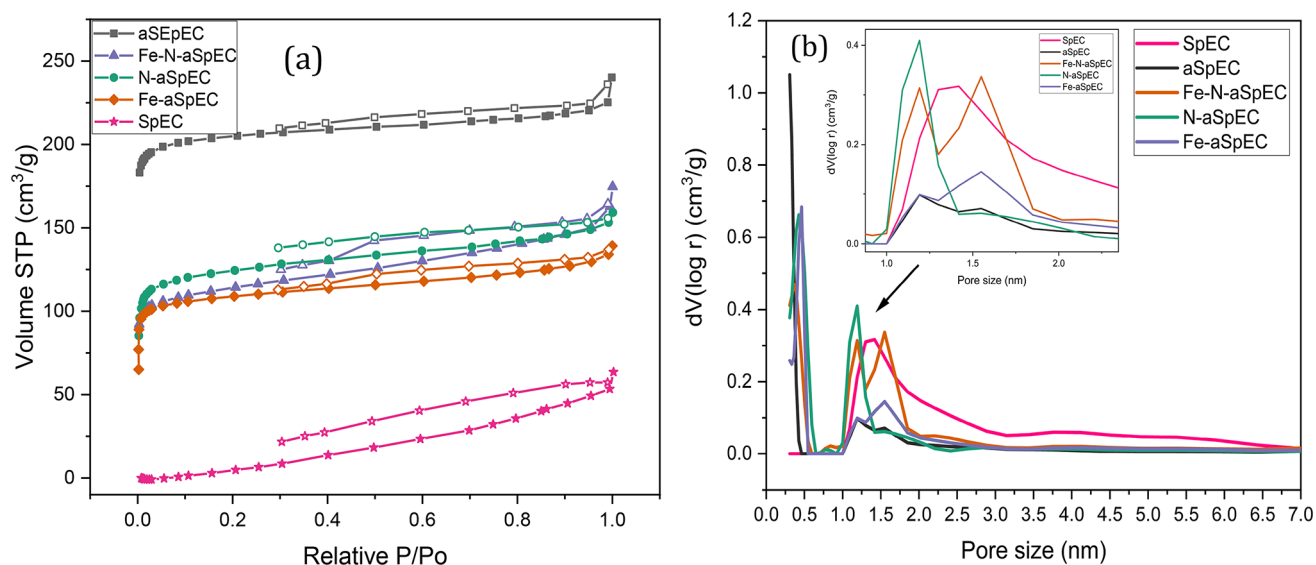 (a)
aSEpEC
Fe-N-aSpEC
N-aSpEC
Fe-aSpEC
SpEC
Volume STP (cm³/g)
250
200
150
100
50
0
0.0 0.2 0.4 0.6 0.8 1.0
Relative P/Po
(b)
SpEC
aSpEC
Fe-N-aSpEC
N-aSpEC
Fe-aSpEC
dV(log r) (cm³/g)
1.2
1.0
0.8
0.6
0.4
0.2
0.0
0.0 0.5 1.0 1.5 2.0 2.5 3.0 3.5 4.0 4.5 5.0 5.5 6.0 6.5 7.0
Pore size (nm)
SpEC
aSpEC
Fe-N-aSpEC
N-aSpEC
Fe-aSpEC
dV(log r) (cm³/g)
0.4
0.2
0.0
1.0 1.5 2.0
Pore size (nm)